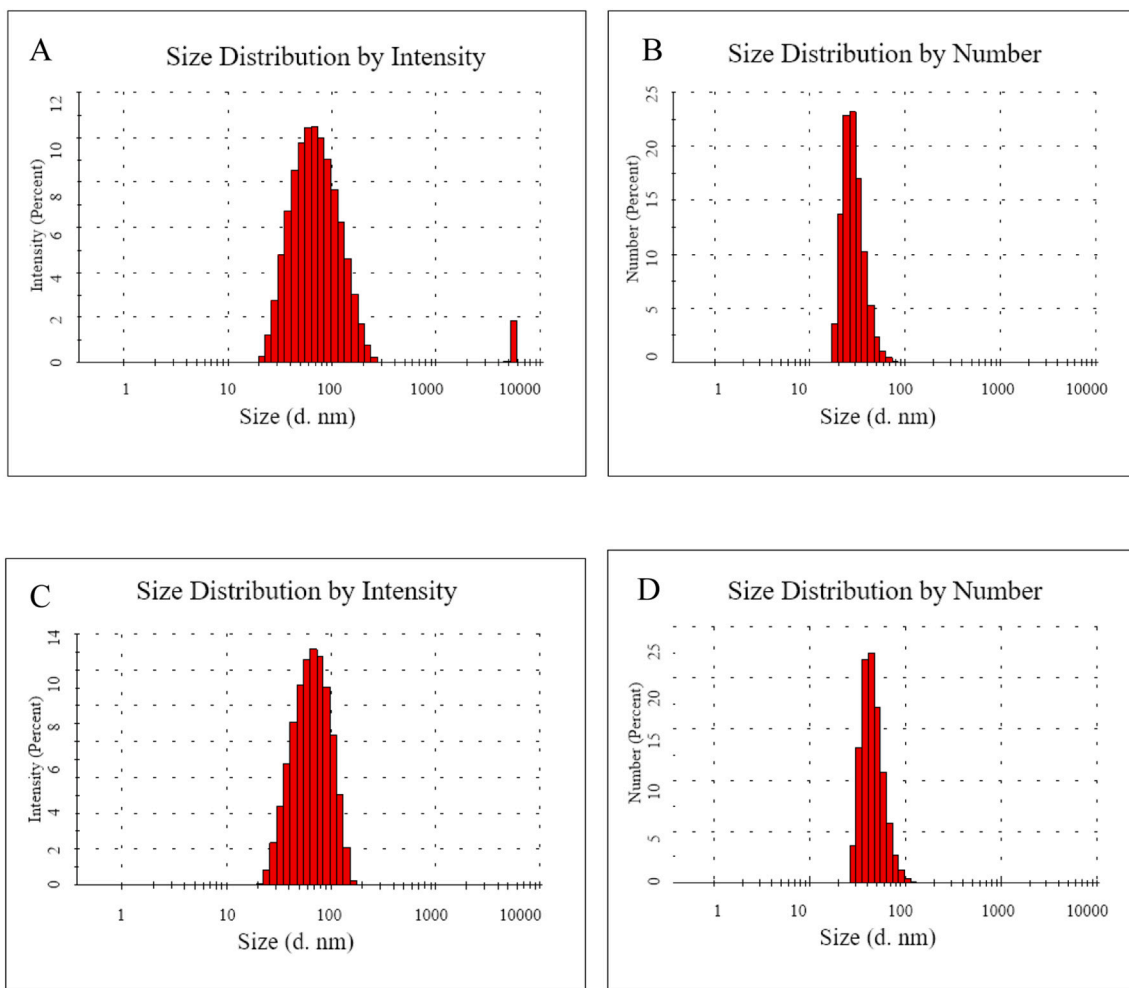 A
Size Distribution by Intensity
Intensity (Percent)
12
10
8
6
4
2
0
1
10
100
1000
10000
Size (d. nm)
B
Size Distribution by Number
Number (Percent)
25
20
15
10
5
0
1
10
100
1000
10000
Size (d. nm)
C
Size Distribution by Intensity
Intensity (Percent)
14
10
8
6
4
2
0
1
10
100
1000
10000
Size (d. nm)
D
Size Distribution by Number
Number (Percent)
25
20
15
10
5
0
1
10
100
1000
10000
Size (d. nm)